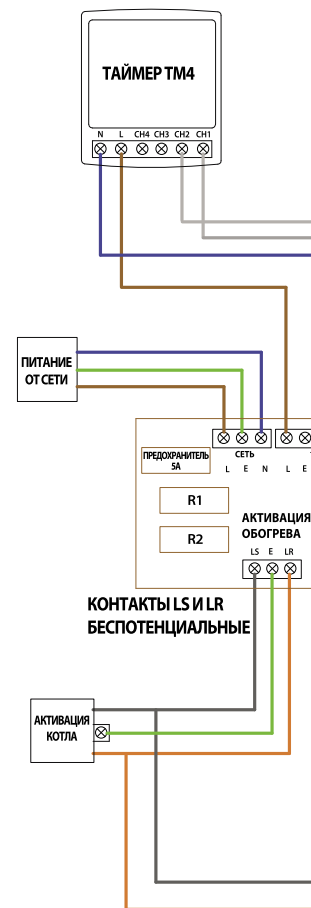 ТАЙМЕР ТМ4
N L CH4 CH3 CH2 CH1
ПИТАНИЕ
ОТ СЕТИ
СЕТЬ
L E N L E
ПРЕДОХРАНИТЕЛЬ
5А
R1
R2
АКТИВАЦИЯ
ОБОГРЕВА
LS E LR
КОНТАКТЫ LS И LR
БЕСПОТЕНЦИАЛЬНЫЕ
АКТИВАЦИЯ
КОТЛА